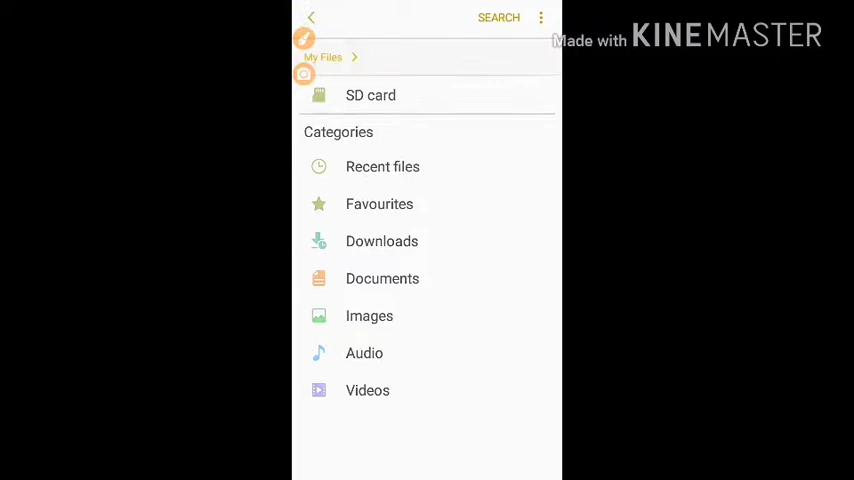 SEARCH
Made with KINEMASTER
My Files
SD card
Categories
Recent files
Favourites
Downloads
Documents
Images
Audio
Videos